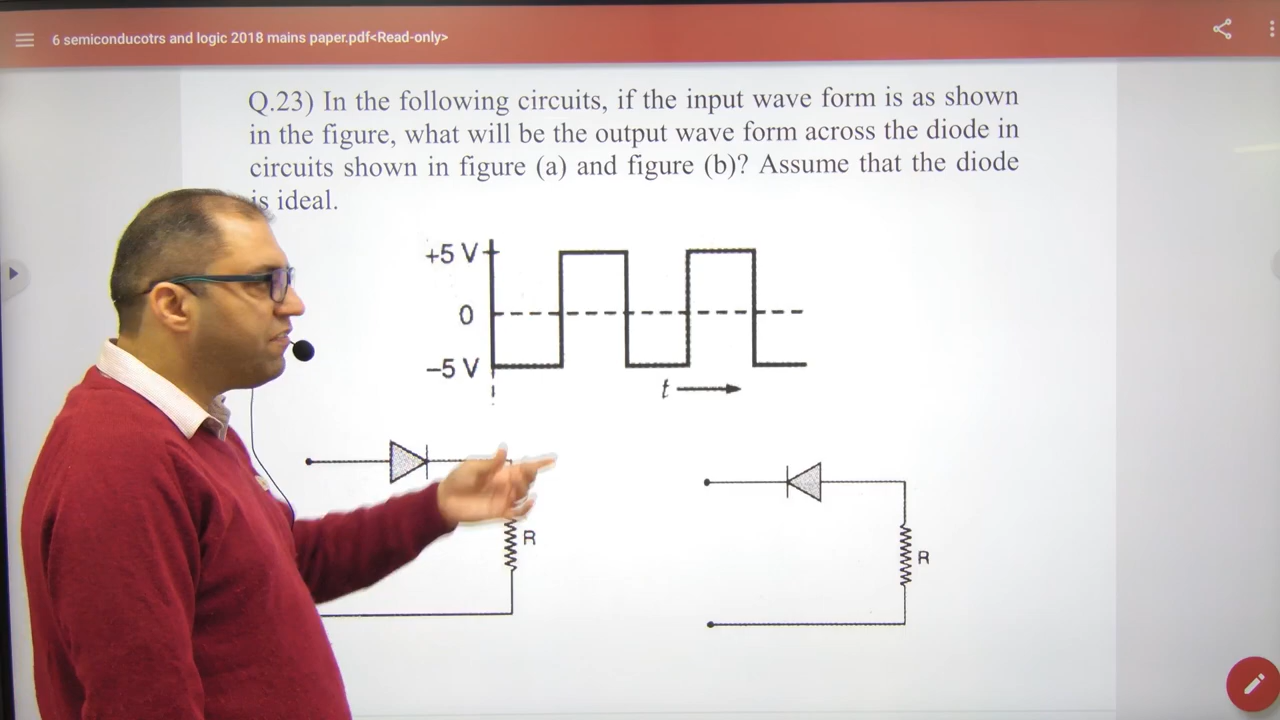 6 semiconducotrs and logic 2018 mains paper.pdf<Read-only>
Q.23) In the following circuits, if the input wave form is as shown
in the figure, what will be the output wave form across the diode in
circuits shown in figure (a) and figure (b)? Assume that the diode
is ideal.
+5 V
0
−5 V
t
R
R